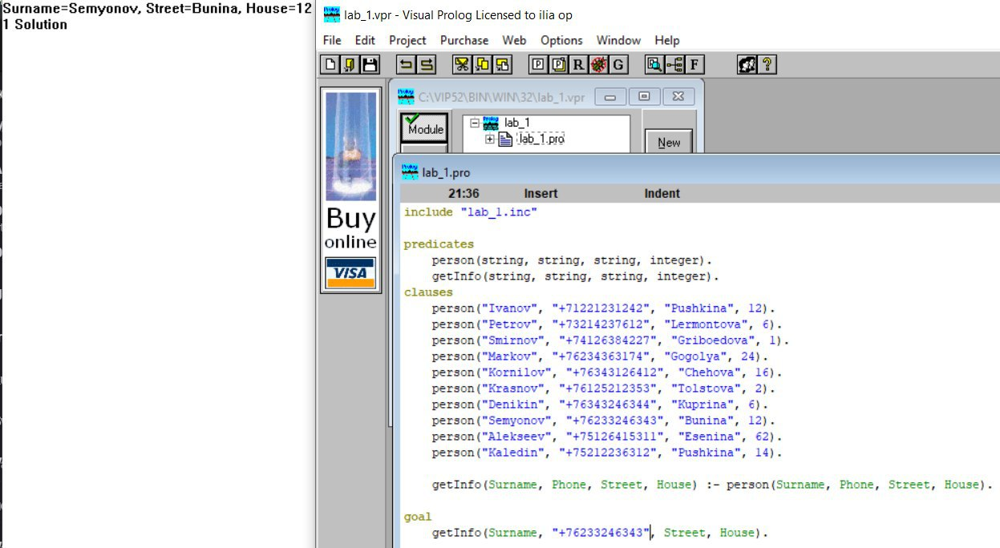 Surname=Semyonov, Street=Bunina, House=12
1 Solution
lab_1.vpr - Visual Prolog Licensed to ilia op
File Edit Project Purchase Web Options Window Help
P R G F ?
C:\VIP52\BIN\WIN\32\lab_1.vpr
Module
lab_1
lab_1.pro
New
Buy
online
VISA
lab_1.pro
21:36 Insert Indent
include "lab_1.inc"
predicates
person(string, string, string, integer).
getInfo(string, string, string, integer).
clauses
person("Ivanov", "+71221231242", "Pushkina", 12).
person("Petrov", "+73214237612", "Lermontova", 6).
person("Smirnov", "+74126384227", "Griboedova", 1).
person("Markov", "+76234363174", "Gogolya", 24).
person("Kornilov", "+76343126412", "Chehova", 16).
person("Krasnov", "+76125212353", "Tolstova", 2).
person("Denikin", "+76343246344", "Kuprina", 6).
person("Semyonov", "+76233246343", "Bunina", 12).
person("Alekseev", "+75126415311", "Esenina", 62).
person("Kaledin", "+75212236312", "Pushkina", 14).
getInfo(Surname, Phone, Street, House) :- person(Surname, Phone, Street, House).
goal
getInfo(Surname, "+76233246343", Street, House).